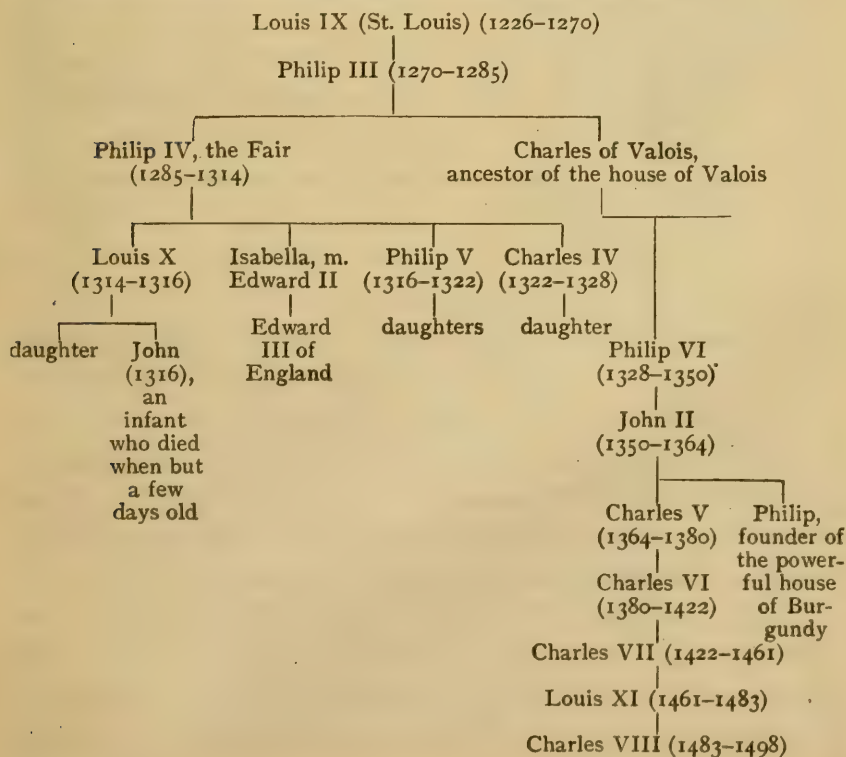 Louis IX (St. Louis) (1226–1270)
Philip III (1270–1285)
Philip IV, the Fair
(1285–1314)
Charles of Valois,
ancestor of the house of Valois
Louis X
(1314–1316)
Isabella, m.
Edward II
Philip V
(1316–1322)
Charles IV
(1322–1328)
daughter
John
(1316),
an
infant
who died
when but
a few
days old
Edward
III of
England
daughters
daughter
Philip VI
(1328–1350)
John II
(1350–1364)
Charles V
(1364–1380)
Philip,
founder of
the power-
ful house
of Bur-
gundy
Charles VI
(1380–1422)
Charles VII (1422–1461)
Louis XI (1461–1483)
Charles VIII (1483–1498)